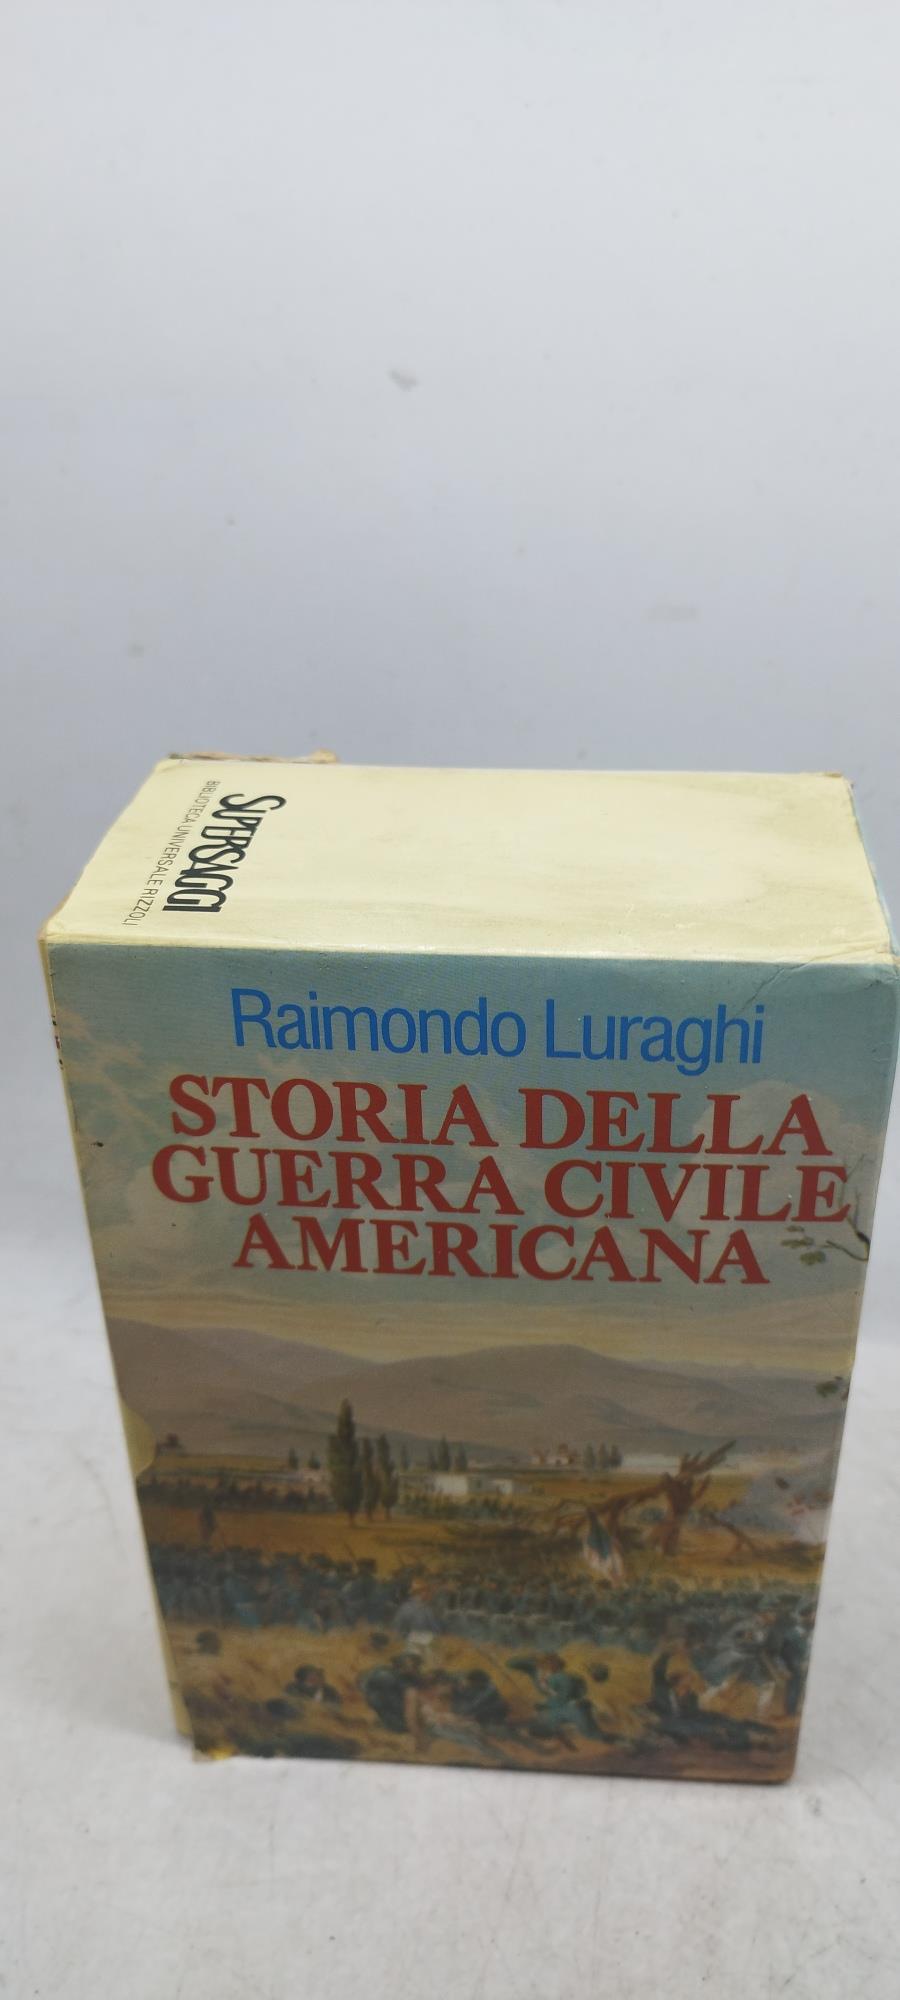 SUPERSAGGI
BIBLIOTECA UNIVERSALE RIZZOLI
Raimondo Luraghi
STORIA DELLA
GUERRA CIVILE
AMERICANA